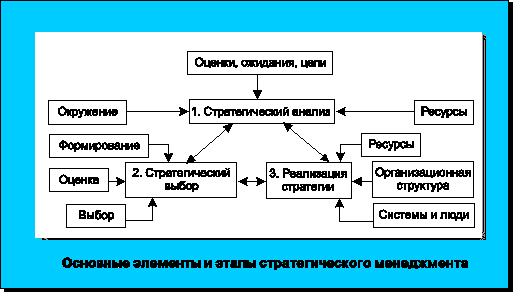 Оценки, ожидания, цели
Окружение
1. Стратегический анализ
Ресурсы
Формирование
Ресурсы
Оценка
2. Стратегический
выбор
3. Реализация
стратегии
Организационная
структура
Выбор
Системы и люди
Основные элементы и этапы стратегического менеджмента